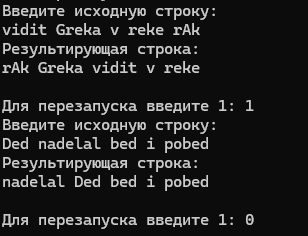 Введите исходную строку:
vidit Greka v reke rAk
Результирующая строка:
rAk Greka vidit v reke
Для перезапуска введите 1: 1
Введите исходную строку:
Ded nadelal bed i pobed
Результирующая строка:
nadelal Ded bed i pobed
Для перезапуска введите 1: 0